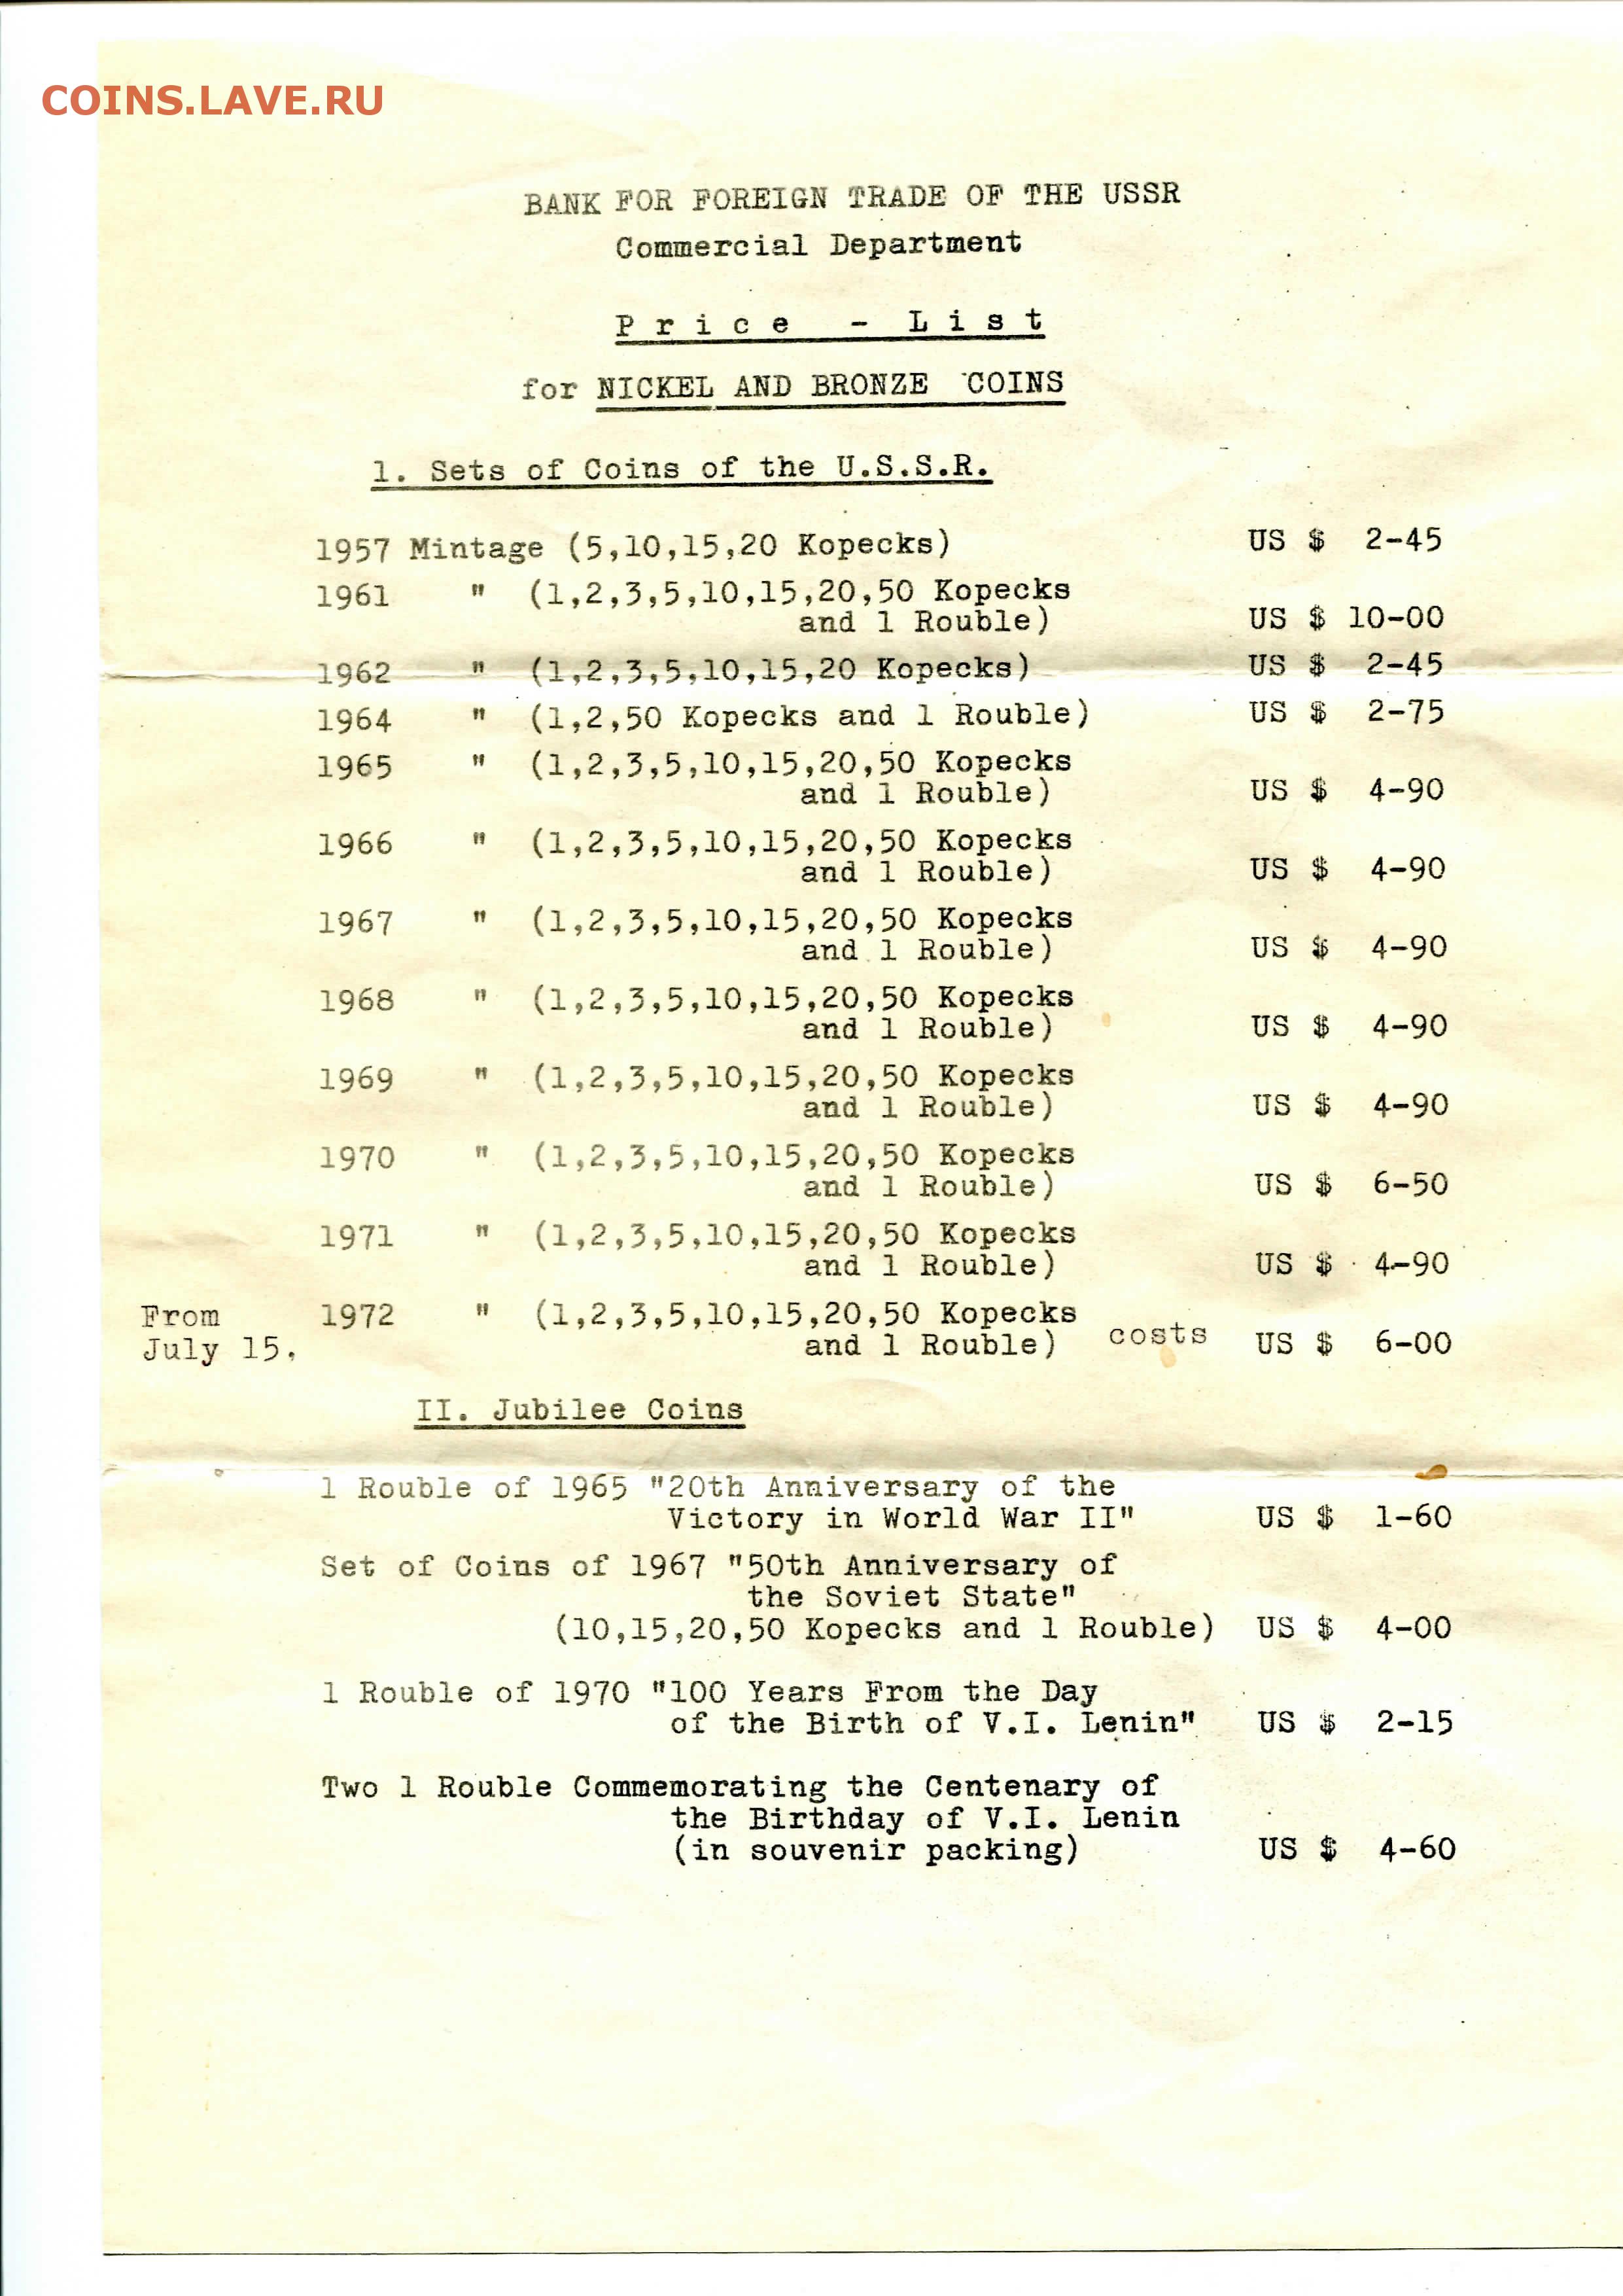 COINS.LAVE.RU
BANK FOR FOREIGN TRADE OF THE USSR
Commercial Department
Price - List
for NICKEL AND BRONZE COINS
1. Sets of Coins of the U.S.S.R.
1957 Mintage (5,10,15,20 Kopecks) US $ 2-45
1961 " (1,2,3,5,10,15,20,50 Kopecks
and 1 Rouble) US $ 10-00
1962 " (1,2,3,5,10,15,20 Kopecks) US $ 2-45
1964 " (1,2,50 Kopecks and 1 Rouble) US $ 2-75
1965 " (1,2,3,5,10,15,20,50 Kopecks
and 1 Rouble) US $ 4-90
1966 " (1,2,3,5,10,15,20,50 Kopecks
and 1 Rouble) US $ 4-90
1967 " (1,2,3,5,10,15,20,50 Kopecks
and 1 Rouble) US $ 4-90
1968 " (1,2,3,5,10,15,20,50 Kopecks
and 1 Rouble) US $ 4-90
1969 " (1,2,3,5,10,15,20,50 Kopecks
and 1 Rouble) US $ 4-90
1970 " (1,2,3,5,10,15,20,50 Kopecks
and 1 Rouble) US $ 6-50
1971 " (1,2,3,5,10,15,20,50 Kopecks
and 1 Rouble) US $ 4-90
From 1972 " (1,2,3,5,10,15,20,50 Kopecks
July 15. and 1 Rouble) costs US $ 6-00
II. Jubilee Coins
1 Rouble of 1965 "20th Anniversary of the
Victory in World War II" US $ 1-60
Set of Coins of 1967 "50th Anniversary of
the Soviet State"
(10,15,20,50 Kopecks and 1 Rouble) US $ 4-00
1 Rouble of 1970 "100 Years From the Day
of the Birth of V.I. Lenin" US $ 2-15
Two 1 Rouble Commemorating the Centenary of
the Birthday of V.I. Lenin
(in souvenir packing) US $ 4-60